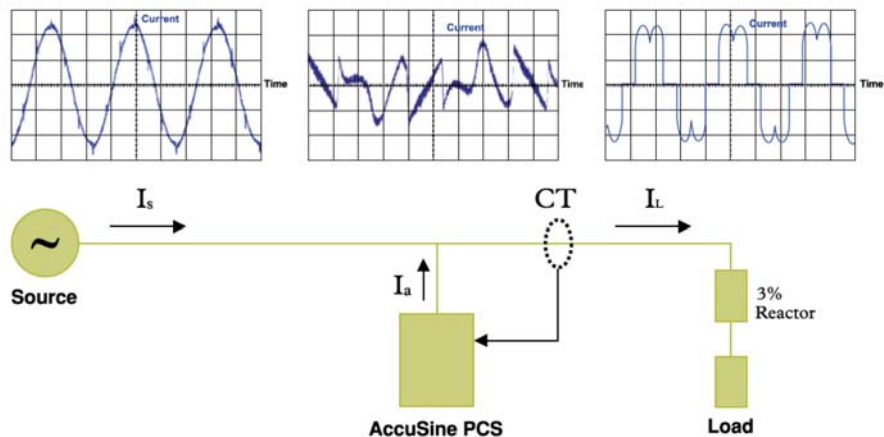 Current
Time
Current
Time
Current
Time
Is
CT
IL
~
Source
Ia
3%
Reactor
AccuSine PCS
Load